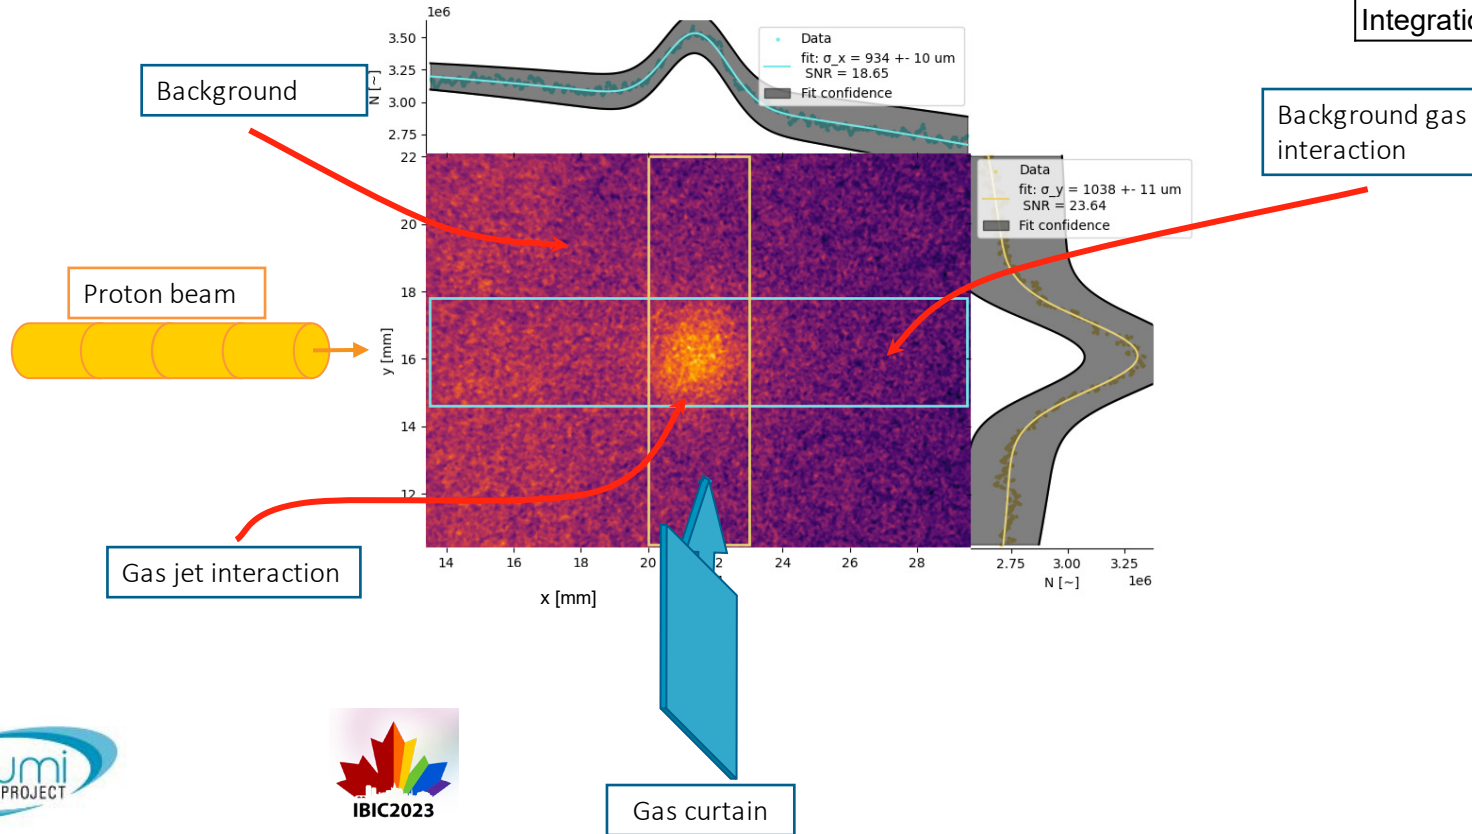 Integratio
1e6
3.50
3.25
3.00
2.75
N [~]
Data
fit: σ_x = 934 +- 10 um
SNR = 18.65
Fit confidence
Background
Background gas
interaction
22
20
18
16
14
12
y [mm]
Data
fit: σ_y = 1038 +- 11 um
SNR = 23.64
Fit confidence
Proton beam
Gas jet interaction
14
16
18
20
22
24
26
28
x [mm]
2.75
3.00
3.25
1e6
N [~]
umi
PROJECT
IBIC2023
Gas curtain